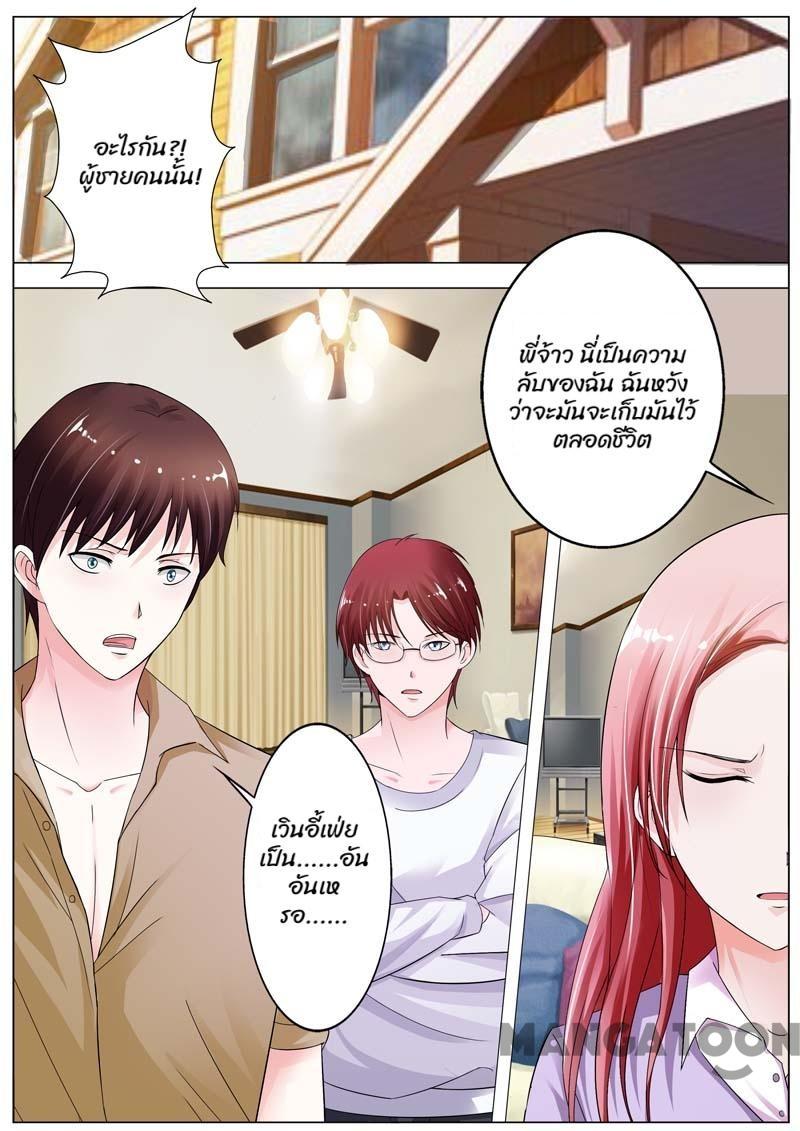 อะไรกัน?!
ผู้ชายคนนั้น!
พี่จ้าว นี่เป็นความ
ลับของฉัน ฉันหวัง
ว่าจะมันจะเก็บมันไว้
ตลอดชีวิต
เวินอี้เฟย
เป็น......อัน
อันเห
รอ......
MANGATOON